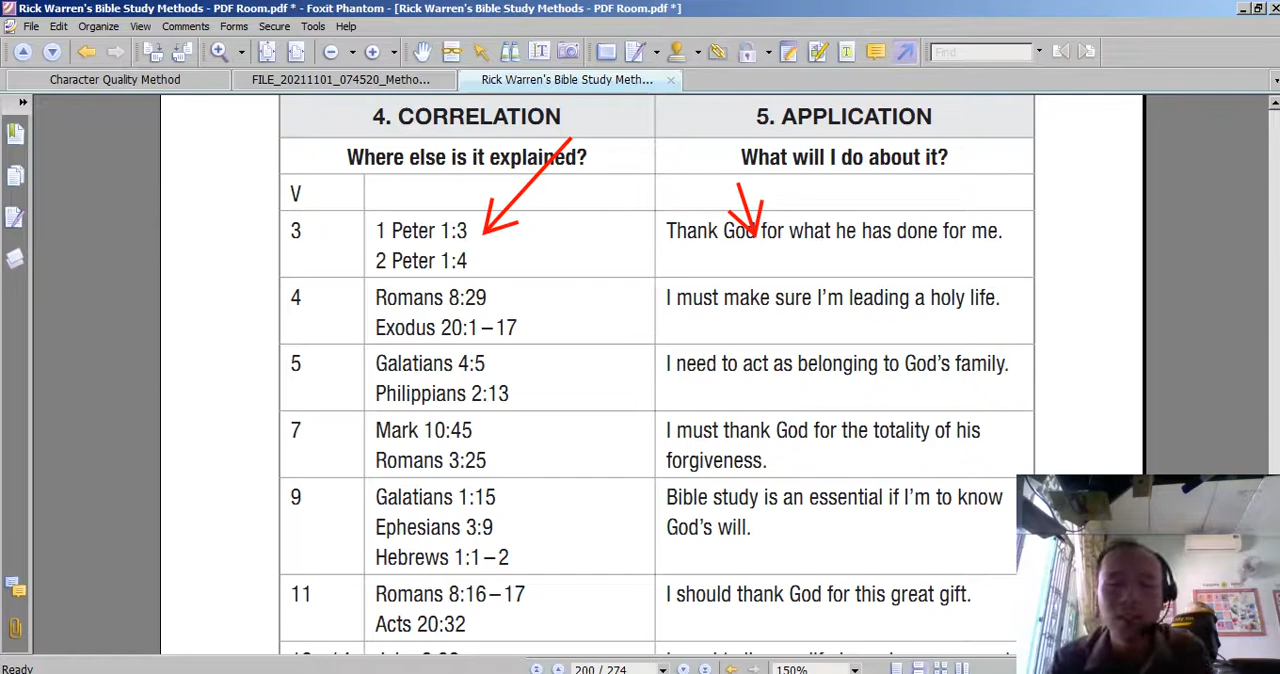 Rick Warren's Bible Study Methods - PDF Room.pdf * - Foxit Phantom - [Rick Warren's Bible Study Methods - PDF Room.pdf *]
File Edit Organize View Comments Forms Secure Tools Help
Find
Character Quality Method FILE_20211101_074520_Metho... Rick Warren's Bible Study Meth...
4. CORRELATION 5. APPLICATION
Where else is it explained? What will I do about it?
V
3 1 Peter 1:3 Thank God for what he has done for me.
2 Peter 1:4
4 Romans 8:29 I must make sure I'm leading a holy life.
Exodus 20:1–17
5 Galatians 4:5 I need to act as belonging to God's family.
Philippians 2:13
7 Mark 10:45 I must thank God for the totality of his
Romans 3:25 forgiveness.
9 Galatians 1:15 Bible study is an essential if I'm to know
Ephesians 3:9 God's will.
Hebrews 1:1–2
11 Romans 8:16–17 I should thank God for this great gift.
Acts 20:32
Ready 200 / 274 150%